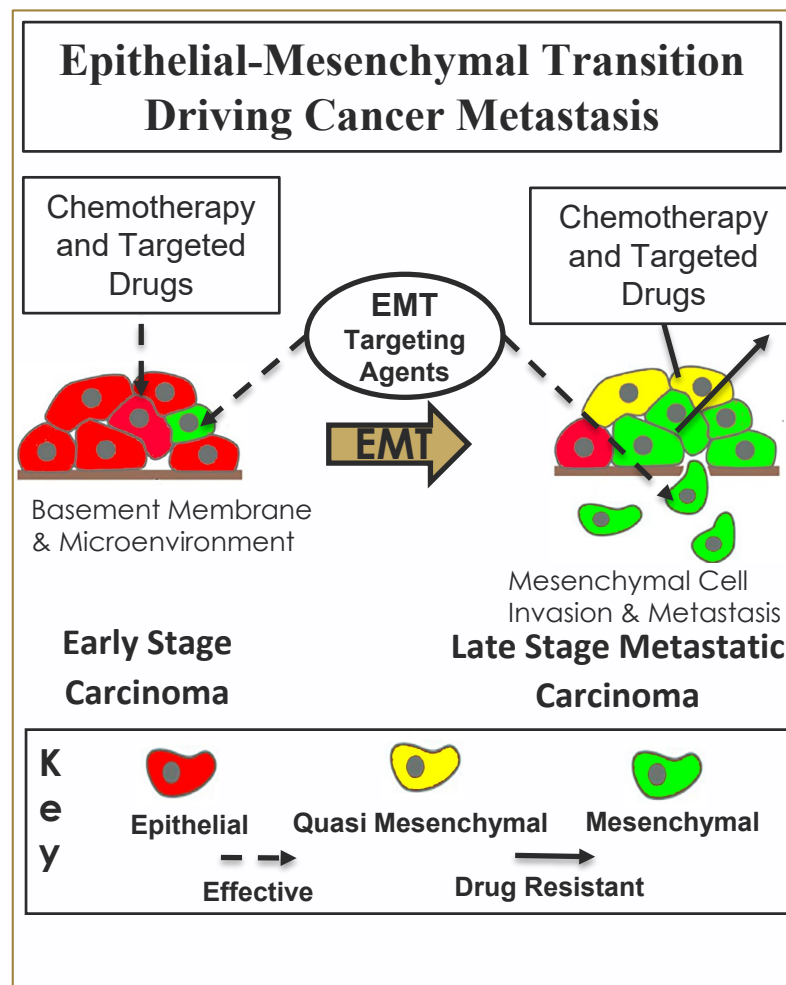 Epithelial-Mesenchymal Transition
Driving Cancer Metastasis
Chemotherapy
and Targeted
Drugs
Chemotherapy
and Targeted
Drugs
EMT
Targeting
Agents
EMT
Basement Membrane
& Microenvironment
Mesenchymal Cell
Invasion & Metastasis
Early Stage
Carcinoma
Late Stage Metastatic
Carcinoma
Key
Epithelial
Quasi Mesenchymal
Mesenchymal
Effective
Drug Resistant